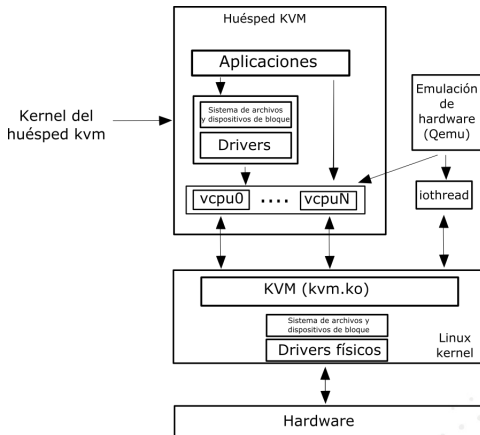 Huésped KVM
Aplicaciones
Sistema de archivos
y dispositivos de bloque
Drivers
vcpu0 .... vcpuN
Kernel del
huésped kvm
Emulación
de
hardware
(Qemu)
iothread
KVM (kvm.ko)
Sistema de archivos y
dispositivos de bloque
Drivers físicos
Linux
kernel
Hardware